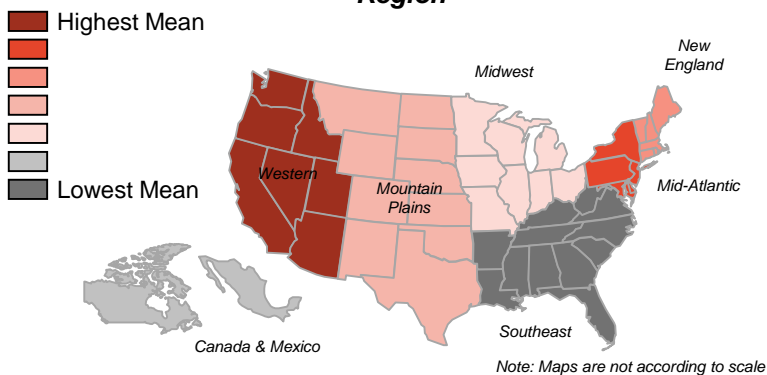 Region
Highest Mean
Lowest Mean
Midwest
New
England
Western
Mountain
Plains
Mid-Atlantic
Southeast
Canada & Mexico
Note: Maps are not according to scale